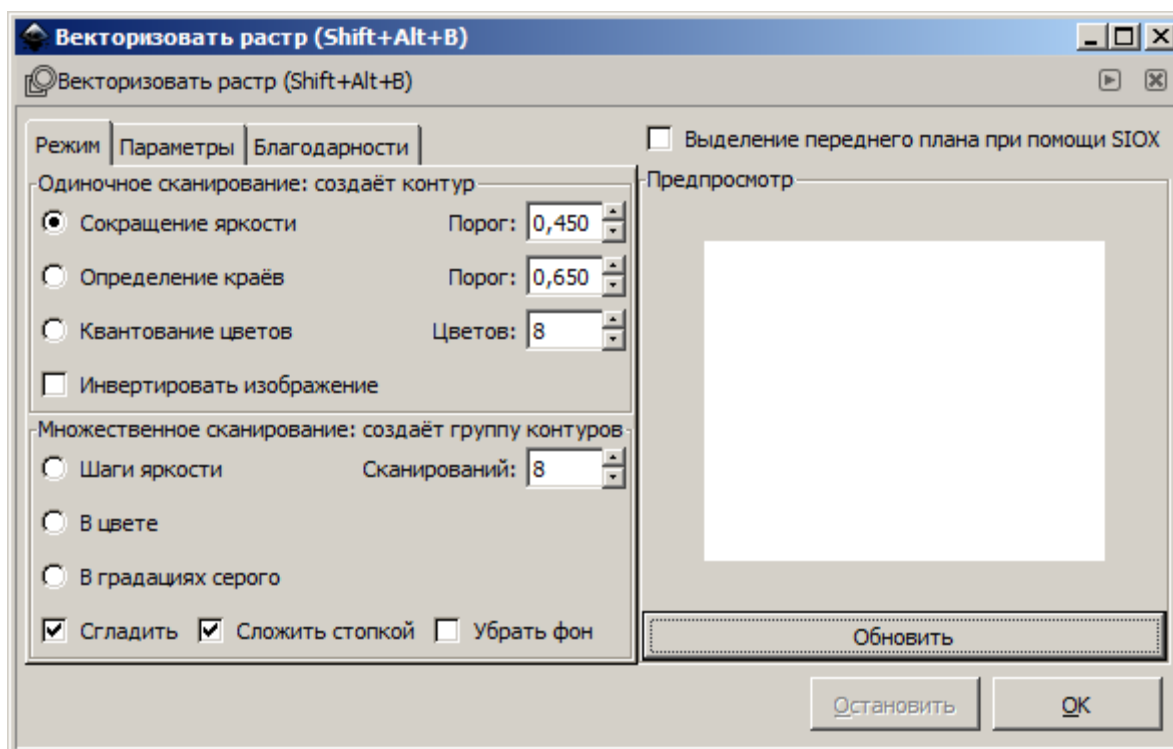 Векторизовать растр (Shift+Alt+B)
Векторизовать растр (Shift+Alt+B)
Режим Параметры Благодарности
Одиночное сканирование: создаёт контур
Сокращение яркости Порог: 0,450
Определение краёв Порог: 0,650
Квантование цветов Цветов: 8
Инвертировать изображение
Множественное сканирование: создаёт группу контуров
Шаги яркости Сканирований: 8
В цвете
В градациях серого
Сгладить Сложить стопкой Убрать фон
Выделение переднего плана при помощи SIOX
Предпросмотр
Обновить
Остановить OK